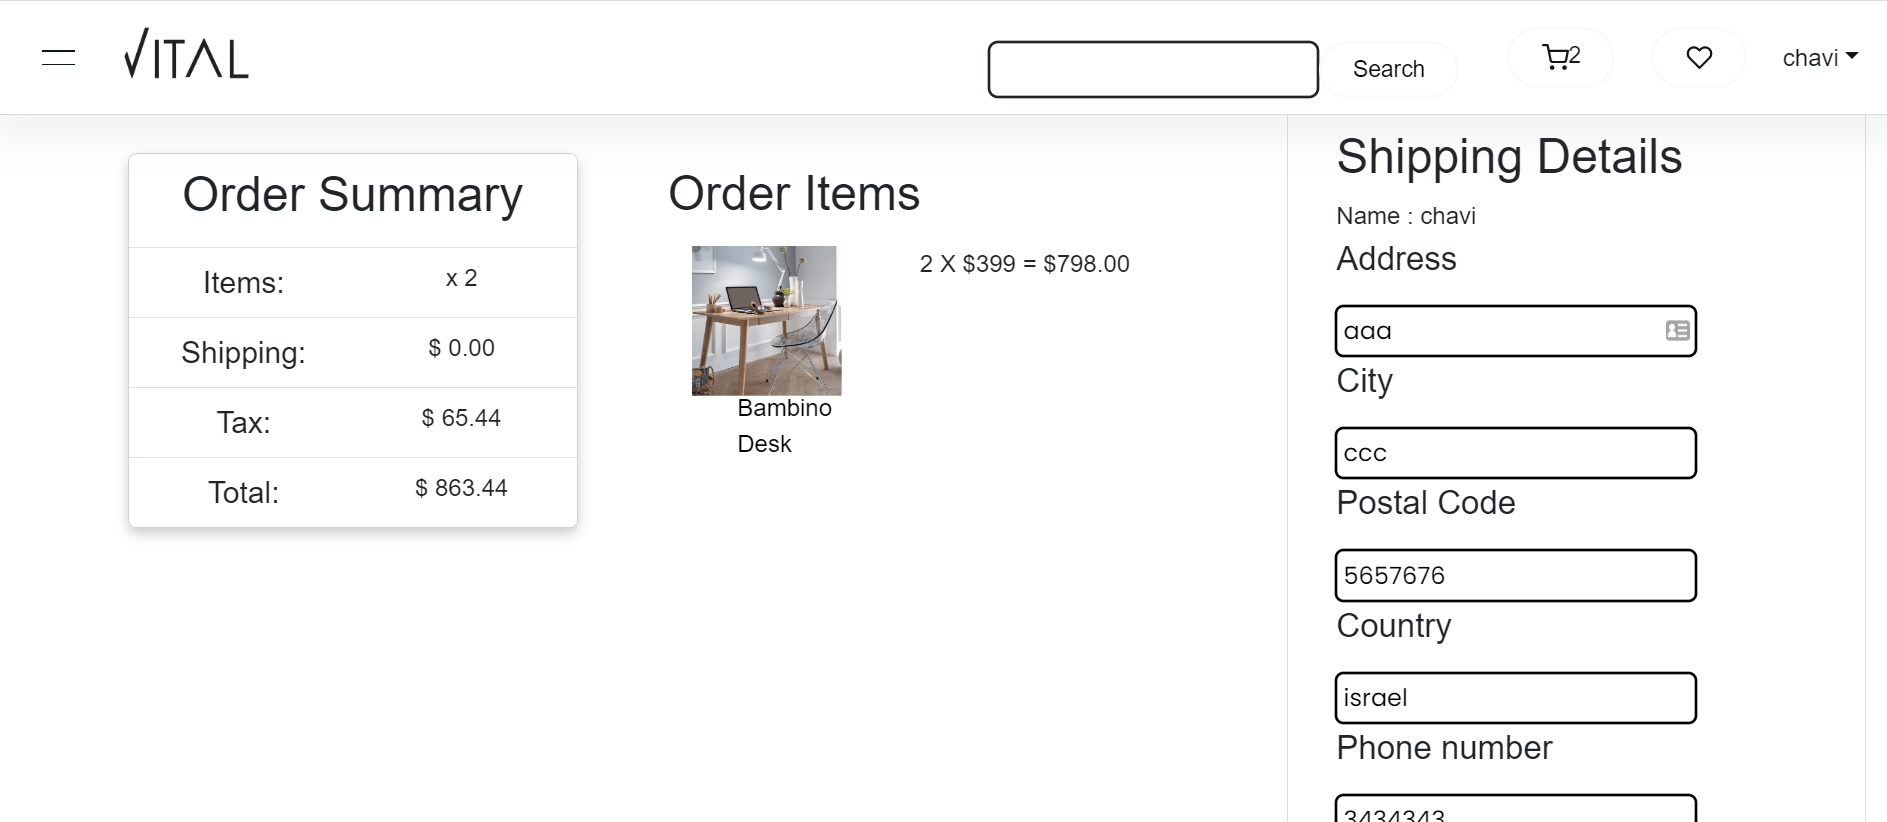 √ITAL
Search
2
chavi
Order Summary
Items: x 2
Shipping: $ 0.00
Tax: $ 65.44
Total: $ 863.44
Order Items
2 X $399 = $798.00
Bambino
Desk
Shipping Details
Name : chavi
Address
aaa
City
ccc
Postal Code
5657676
Country
israel
Phone number
3434343